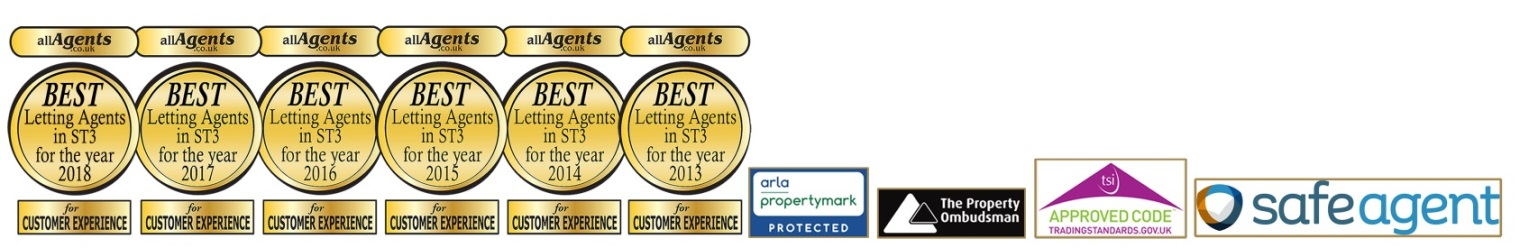 allAgents
.co.uk
BEST
Letting Agents
in ST3
for the year
2018
for
CUSTOMER EXPERIENCE
allAgents
.co.uk
BEST
Letting Agents
in ST3
for the year
2017
for
CUSTOMER EXPERIENCE
allAgents
.co.uk
BEST
Letting Agents
in ST3
for the year
2016
for
CUSTOMER EXPERIENCE
allAgents
.co.uk
BEST
Letting Agents
in ST3
for the year
2015
for
CUSTOMER EXPERIENCE
allAgents
.co.uk
BEST
Letting Agents
in ST3
for the year
2014
for
CUSTOMER EXPERIENCE
allAgents
.co.uk
BEST
Letting Agents
in ST3
for the year
2013
for
CUSTOMER EXPERIENCE
arla
propertymark
PROTECTED
The Property
Ombudsman
tsi
APPROVED CODE
TRADINGSTANDARDS.GOV.UK
safeagent